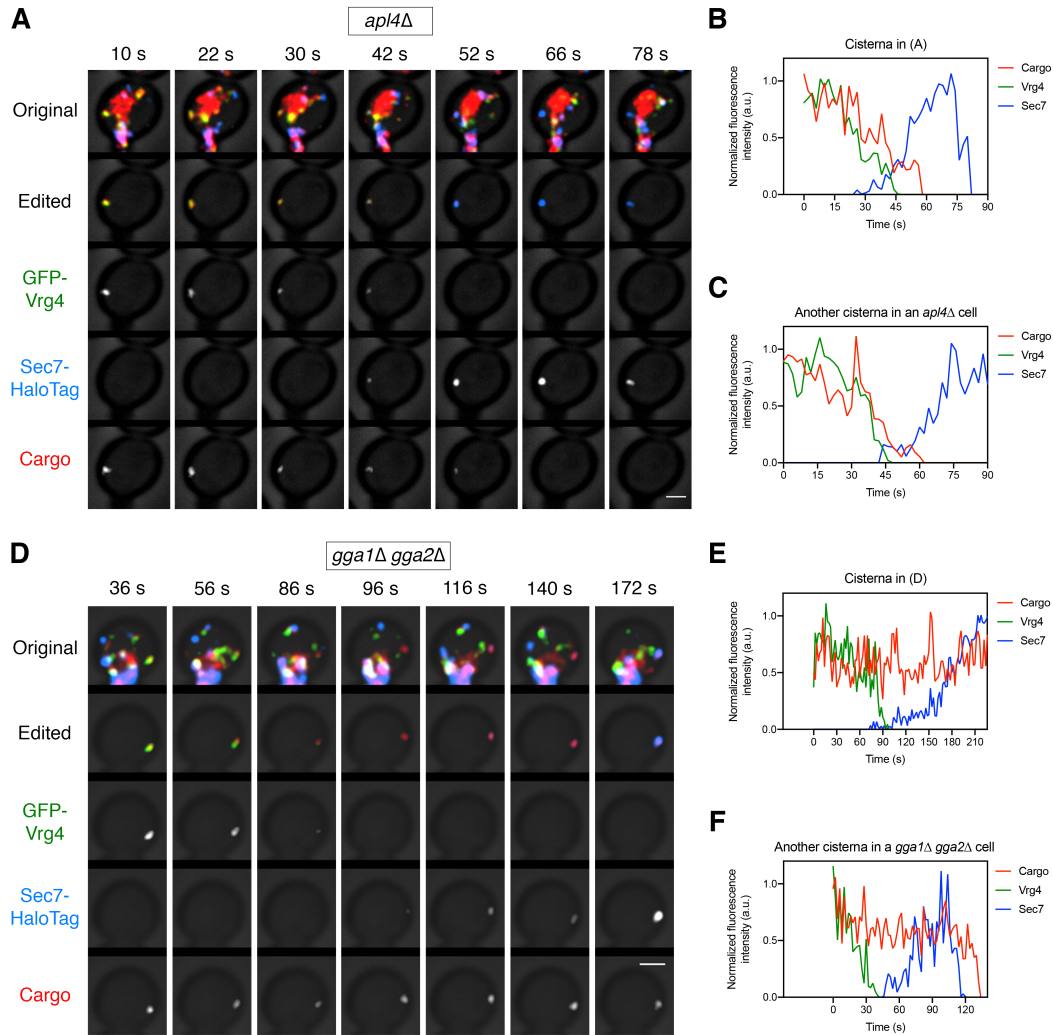 A
apl4Δ
10 s 22 s 30 s 42 s 52 s 66 s 78 s
Original
Edited
GFP-
Vrg4
Sec7-
HaloTag
Cargo
B
Cisterna in (A)
Normalized fluorescence
intensity (a.u.)
1.0
0.5
0.0
0 15 30 45 60 75 90
Time (s)
Cargo
Vrg4
Sec7
C
Another cisterna in an apl4Δ cell
Normalized fluorescence
intensity (a.u.)
1.0
0.5
0.0
0 15 30 45 60 75 90
Time (s)
Cargo
Vrg4
Sec7
D
gga1Δ gga2Δ
36 s 56 s 86 s 96 s 116 s 140 s 172 s
Original
Edited
GFP-
Vrg4
Sec7-
HaloTag
Cargo
E
Cisterna in (D)
Normalized fluorescence
intensity (a.u.)
1.0
0.5
0.0
0 30 60 90 120 150 180 210
Time (s)
Cargo
Vrg4
Sec7
F
Another cisterna in a gga1Δ gga2Δ cell
Normalized fluorescence
intensity (a.u.)
1.0
0.5
0.0
0 30 60 90 120
Time (s)
Cargo
Vrg4
Sec7